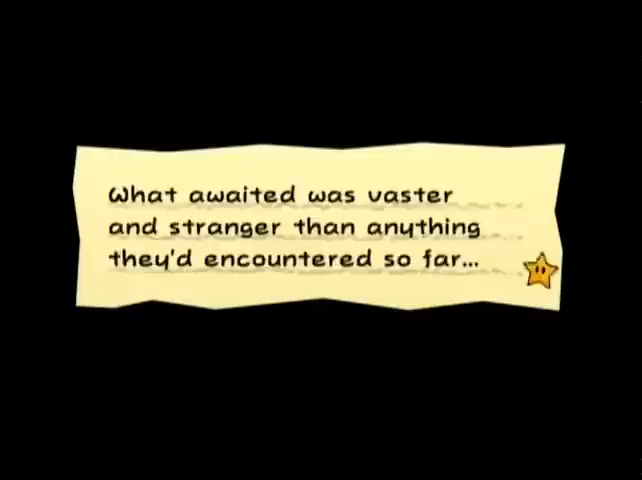 What awaited was vaster
and stranger than anything
they'd encountered so far...